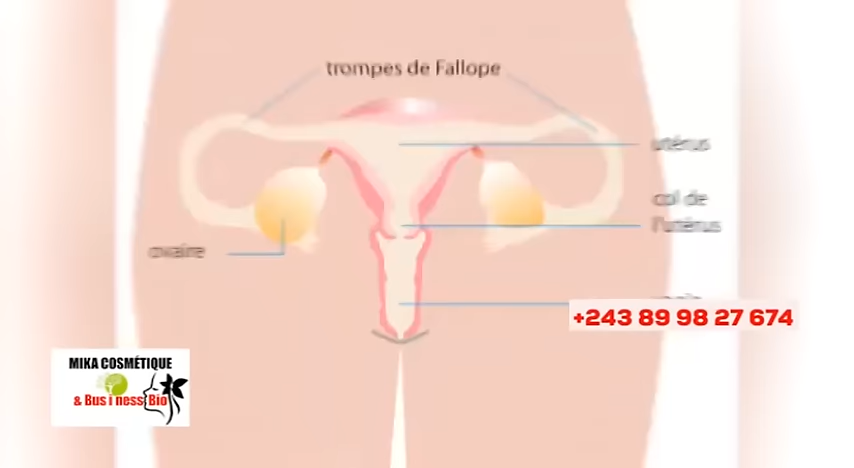 trompes de Fallope
utérus
col de
l'utérus
ovaire
+243 89 98 27 674
MIKA COSMÉTIQUE
& Bus i ness Bio